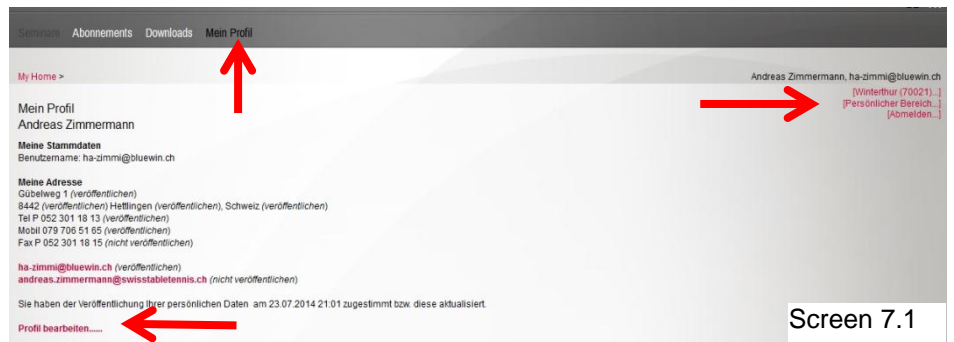 Seminare Abonnements Downloads Mein Profil
My Home >
Andreas Zimmermann, ha-zimmi@bluewin.ch
[Winterthur (70021)...]
[Persönlicher Bereich...]
[Abmelden...]
Mein Profil
Andreas Zimmermann
Meine Stammdaten
Benutzername: ha-zimmi@bluewin.ch
Meine Adresse
Gübelweg 1 (veröffentlichen)
8442 (veröffentlichen) Hettlingen (veröffentlichen), Schweiz (veröffentlichen)
Tel P 052 301 18 13 (veröffentlichen)
Mobil 079 706 51 65 (veröffentlichen)
Fax P 052 301 18 15 (nicht veröffentlichen)
ha-zimmi@bluewin.ch (veröffentlichen)
andreas.zimmermann@swisstabletennis.ch (nicht veröffentlichen)
Sie haben der Veröffentlichung Ihrer persönlichen Daten am 23.07.2014 21:01 zugestimmt bzw. diese aktualisiert.
Profil bearbeiten......
Screen 7.1